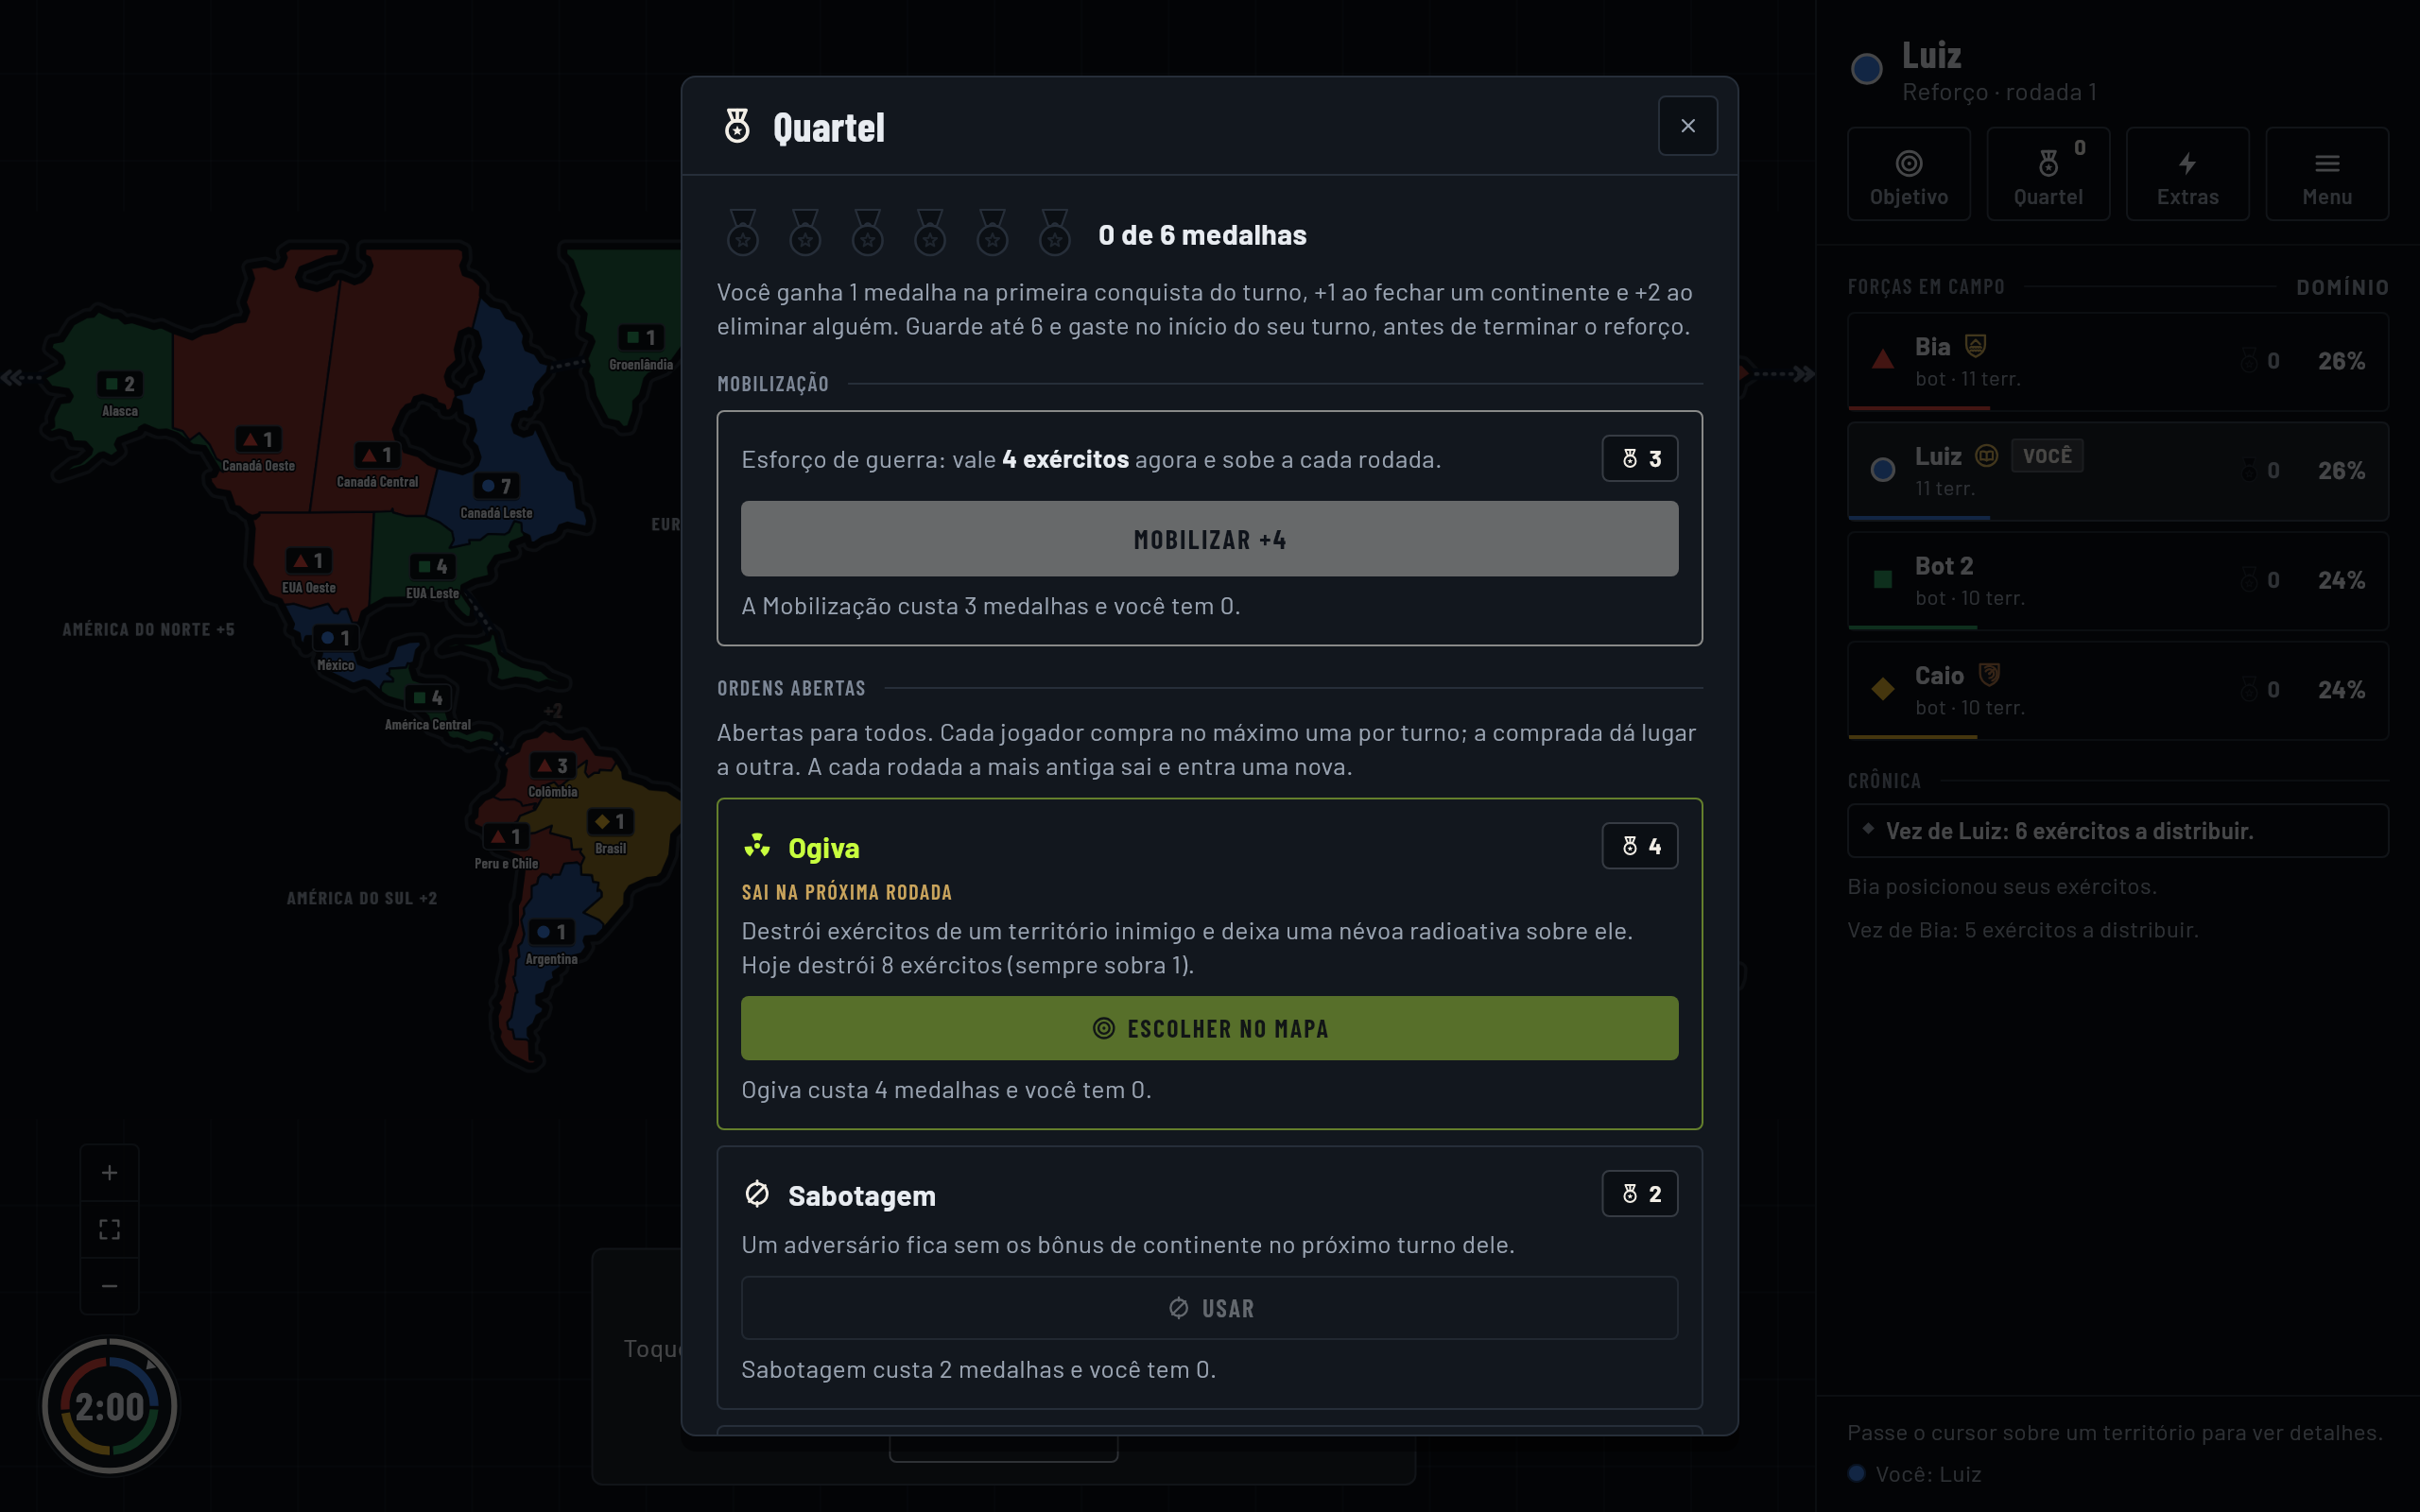 Quartel
0 de 6 medalhas
Você ganha 1 medalha na primeira conquista do turno, +1 ao fechar um continente e +2 ao
eliminar alguém. Guarde até 6 e gaste no início do seu turno, antes de terminar o reforço.
MOBILIZAÇÃO
Esforço de guerra: vale 4 exércitos agora e sobe a cada rodada.
3
MOBILIZAR +4
A Mobilização custa 3 medalhas e você tem 0.
ORDENS ABERTAS
Abertas para todos. Cada jogador compra no máximo uma por turno; a comprada dá lugar
a outra. A cada rodada a mais antiga sai e entra uma nova.
Ogiva
4
SAI NA PRÓXIMA RODADA
Destrói exércitos de um território inimigo e deixa uma névoa radioativa sobre ele.
Hoje destrói 8 exércitos (sempre sobra 1).
ESCOLHER NO MAPA
Ogiva custa 4 medalhas e você tem 0.
Sabotagem
2
Um adversário fica sem os bônus de continente no próximo turno dele.
USAR
Sabotagem custa 2 medalhas e você tem 0.
1
Groenlândia
2
Alasca
1
Canadá Oeste
1
Canadá Central
7
Canadá Leste
EUR
1
EUA Oeste
4
EUA Leste
AMÉRICA DO NORTE +5
1
México
4
América Central
+2
3
Colômbia
1
Brasil
1
Peru e Chile
AMÉRICA DO SUL +2
1
Argentina
+
−
2:00
Toque
Luiz
Reforço · rodada 1
Objetivo
0
Quartel
Extras
Menu
FORÇAS EM CAMPO
DOMÍNIO
Bia
bot · 11 terr.
0
26%
Luiz
VOCÊ
11 terr.
0
26%
Bot 2
bot · 10 terr.
0
24%
Caio
bot · 10 terr.
0
24%
CRÔNICA
Vez de Luiz: 6 exércitos a distribuir.
Bia posicionou seus exércitos.
Vez de Bia: 5 exércitos a distribuir.
Passe o cursor sobre um território para ver detalhes.
Você: Luiz